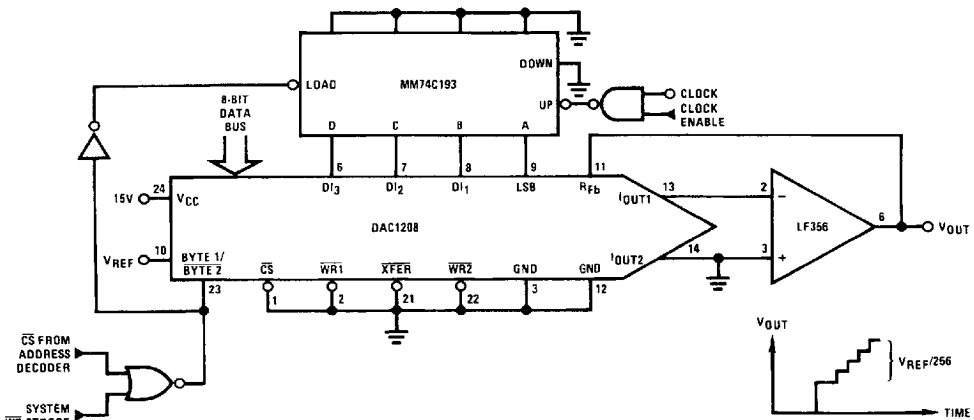 LOAD
MM74C193
DOWN
UP
D
C
B
A
CLOCK
CLOCK
ENABLE
8-BIT
DATA
BUS
6
7
8
9
11
DI3
DI2
DI1
LSB
RFb
IOUT1
13
2
15V
24
VCC
DAC1208
LF356
6
VOUT
VREF
10
BYTE 1/
BYTE 2
IOUT2
14
3
23
CS
WR1
XFER
WR2
GND
GND
1
2
21
22
3
12
CS FROM
ADDRESS
DECODER
SYSTEM
VOUT
VREF/256
TIME